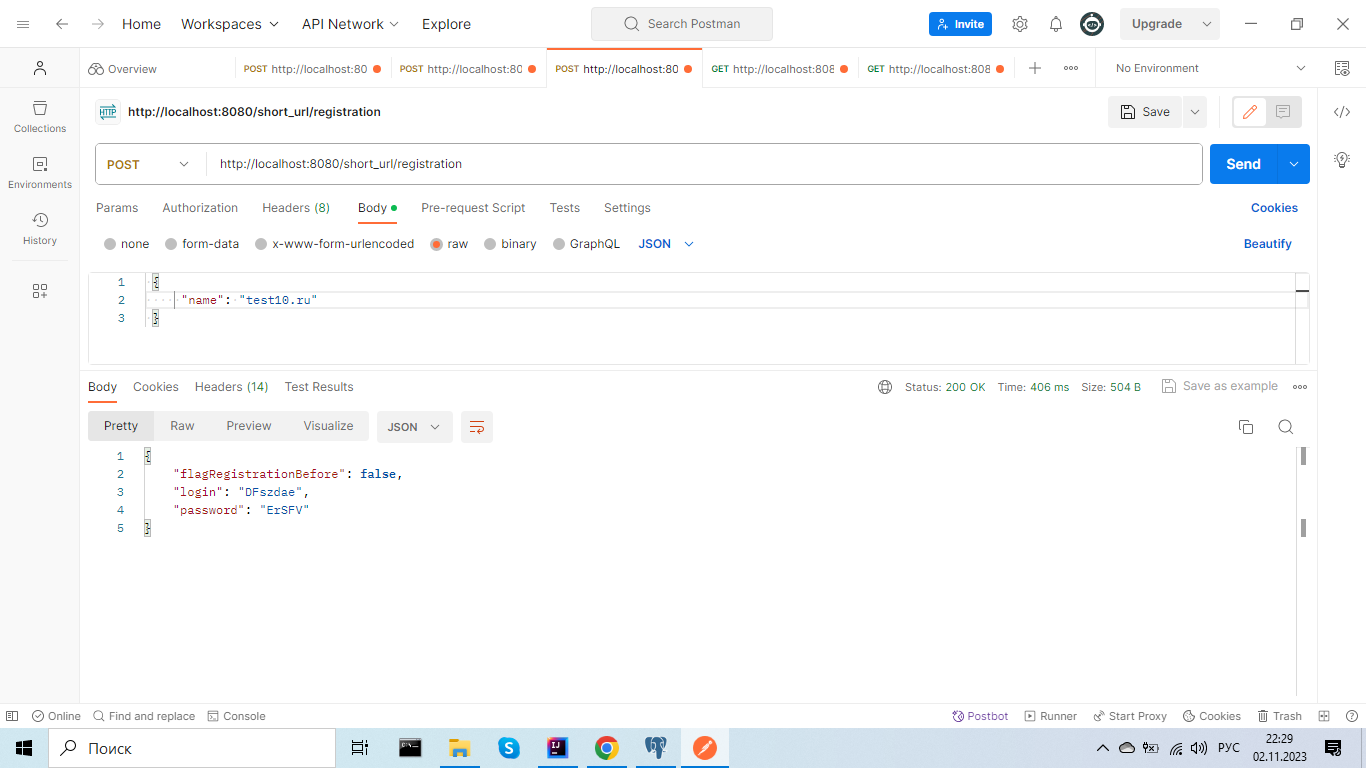 Home Workspaces API Network Explore Search Postman Invite Upgrade
Overview POST http://localhost:80 POST http://localhost:80 POST http://localhost:80 GET http://localhost:808 GET http://localhost:808 No Environment
HTTP http://localhost:8080/short_url/registration Save
Collections
POST http://localhost:8080/short_url/registration Send
Environments
Params Authorization Headers (8) Body Pre-request Script Tests Settings Cookies
History
none form-data x-www-form-urlencoded raw binary GraphQL JSON Beautify
1 {
2 "name": "test10.ru"
3 }
Body Cookies Headers (14) Test Results Status: 200 OK Time: 406 ms Size: 504 B Save as example
Pretty Raw Preview Visualize JSON
1 {
2 "flagRegistrationBefore": false,
3 "login": "DFszdae",
4 "password": "ErSFV"
5 }
Online Find and replace Console Postbot Runner Start Proxy Cookies Trash
Поиск РУС 22:29
02.11.2023